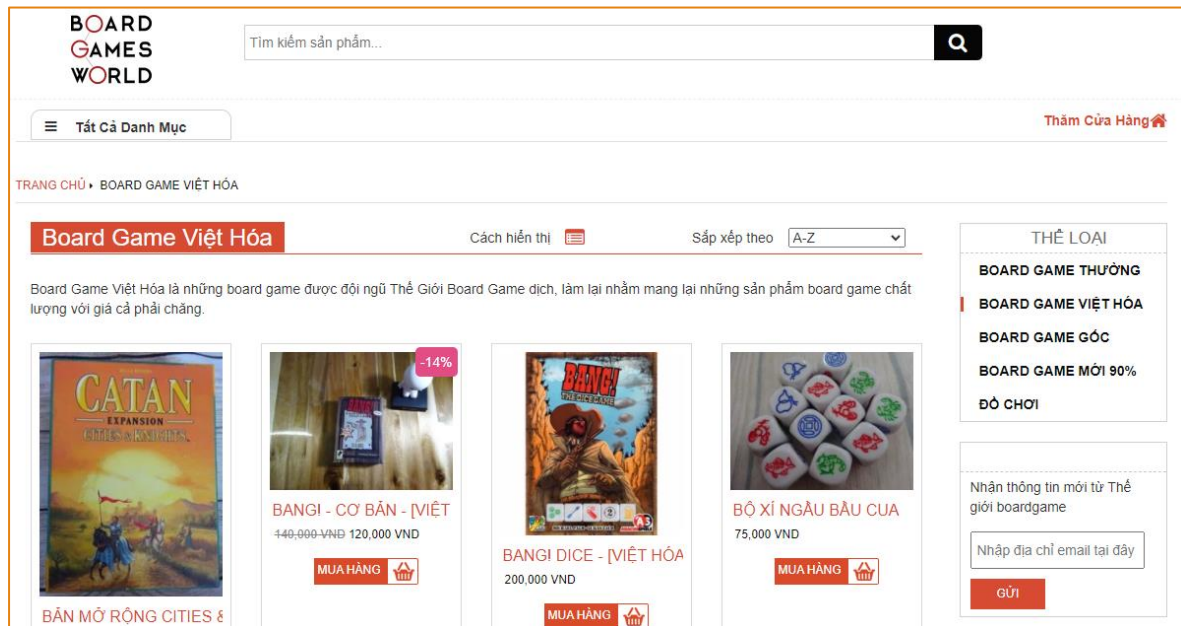 BOARD
GAMES
WORLD
Tìm kiếm sản phẩm...
Tất Cả Danh Mục
Thăm Cửa Hàng
TRANG CHỦ BOARD GAME VIỆT HÓA
Board Game Việt Hóa
Cách hiển thị
Sắp xếp theo
A-Z
Board Game Việt Hóa là những board game được đội ngũ Thế Giới Board Game dịch, làm lại nhằm mang lại những sản phẩm board game chất
lượng với giá cả phải chăng.
CATAN
EXPANSION
CITIES & KNIGHTS
BẢN MỞ RỘNG CITIES &
-14%
BANG!
BANG! - CƠ BẢN - [VIỆT
140,000 VND 120,000 VND
MUA HÀNG
BANG!
THE DICE GAME
BANG! DICE - [VIỆT HÓA
200,000 VND
MUA HÀNG
BỘ XÍ NGẦU BẦU CUA
75,000 VND
MUA HÀNG
THỂ LOẠI
BOARD GAME THƯỜNG
BOARD GAME VIỆT HÓA
BOARD GAME GỐC
BOARD GAME MỚI 90%
ĐỒ CHƠI
Nhận thông tin mới từ Thế
giới boardgame
Nhập địa chỉ email tại đây
GỬI